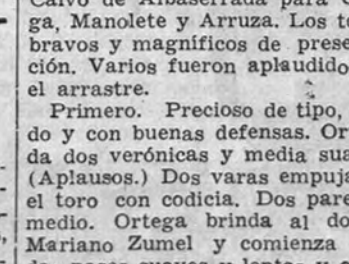 Calvo de Albaserrada para O
ga, Manolete y Arruza. Los to
bravos y magníficos de prese
ción. Varios fueron aplaudido
el arrastre.
Primero. Precioso de tipo,
do y con buenas defensas. Or
da dos verónicas y media sua
(Aplausos.) Dos varas empuja
el toro con codicia. Dos pare
medio. Ortega brinda al do
Mariano Zumel y comienza